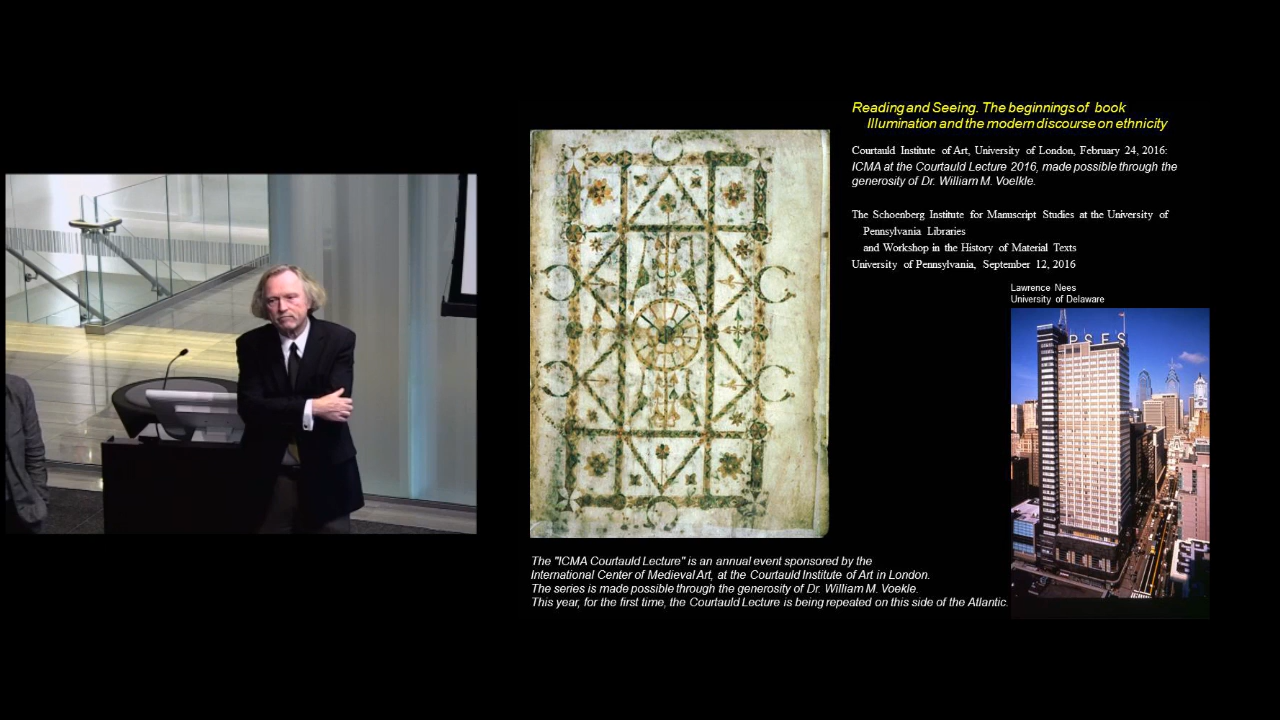 Reading and Seeing. The beginnings of book
Illumination and the modern discourse on ethnicity
Courtauld Institute of Art, University of London, February 24, 2016:
ICMA at the Courtauld Lecture 2016, made possible through the
generosity of Dr. William M. Voelkle.
The Schoenberg Institute for Manuscript Studies at the University of
Pennsylvania Libraries
and Workshop in the History of Material Texts
University of Pennsylvania, September 12, 2016
Lawrence Nees
University of Delaware
PSFS
The "ICMA Courtauld Lecture" is an annual event sponsored by the
International Center of Medieval Art, at the Courtauld Institute of Art in London.
The series is made possible through the generosity of Dr. William M. Voekle.
This year, for the first time, the Courtauld Lecture is being repeated on this side of the Atlantic.